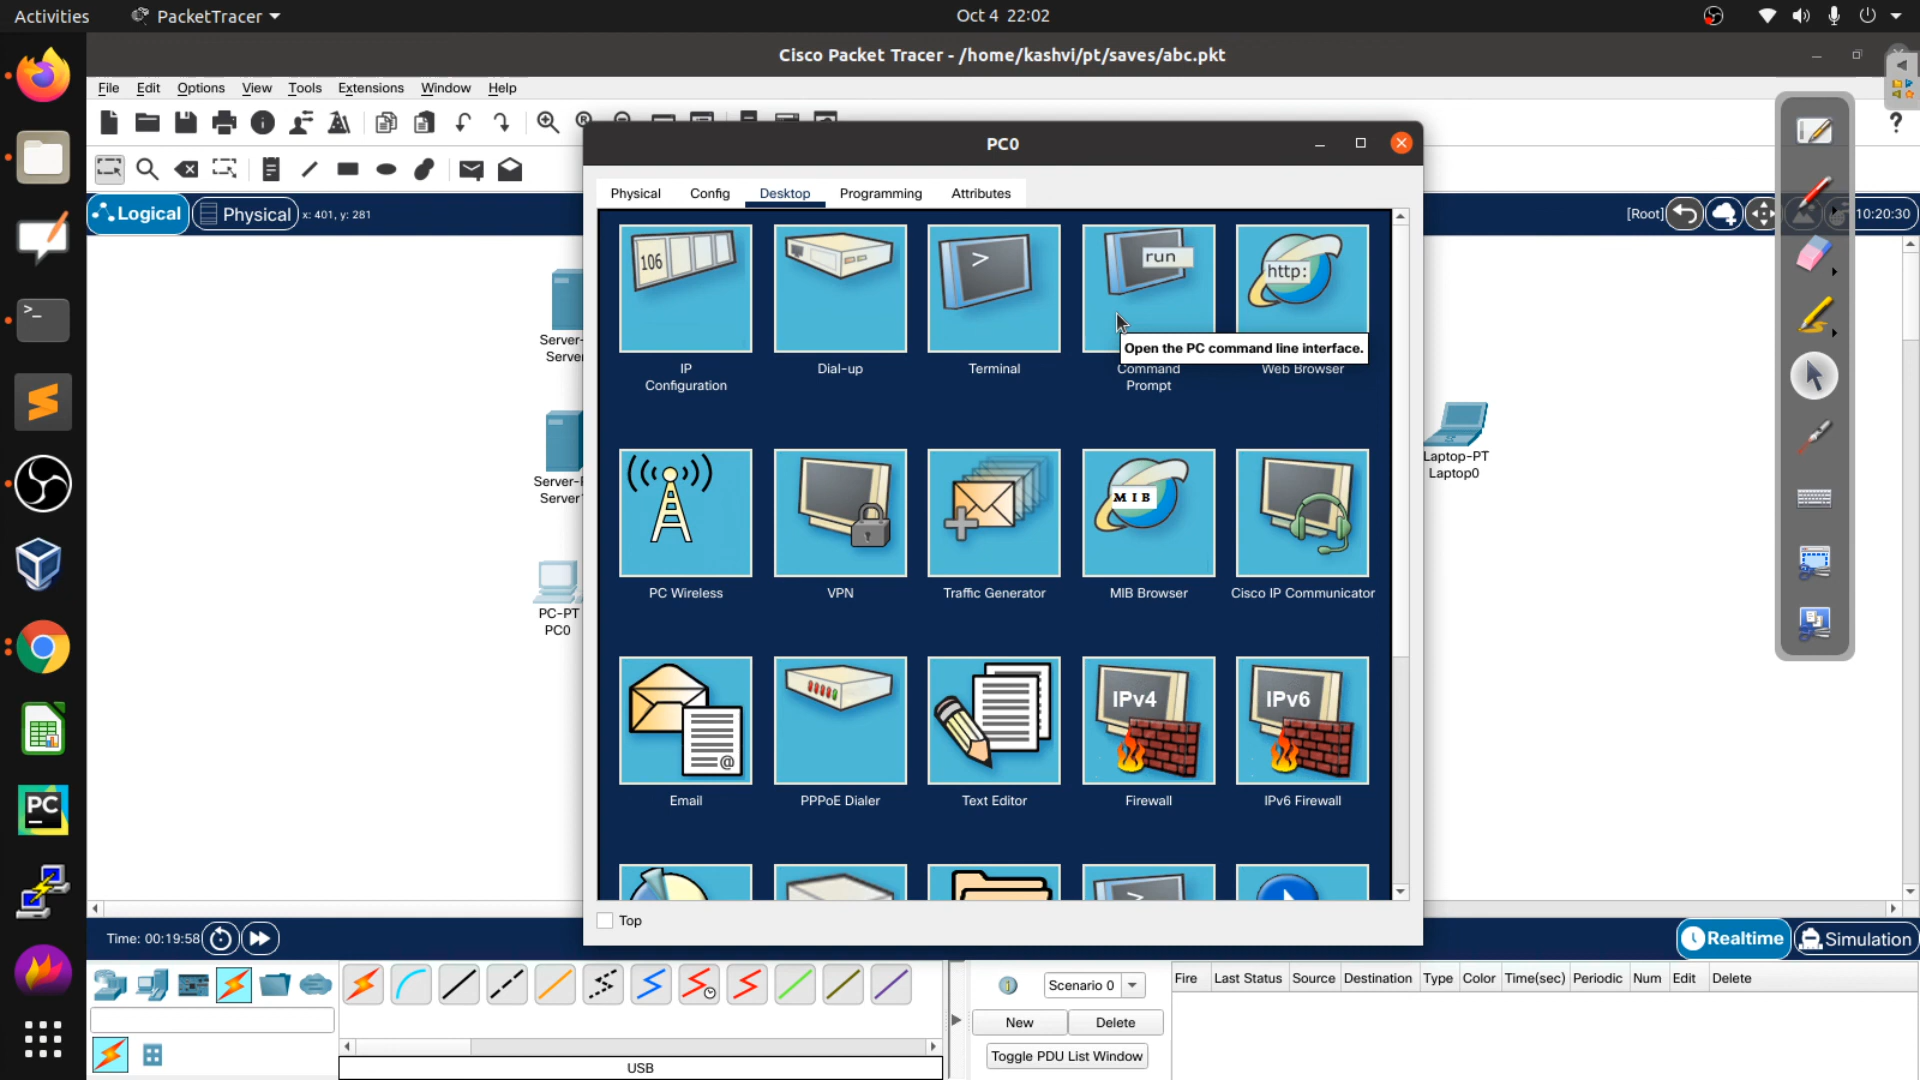 Activities
PacketTracer
Oct 4 22:02
Cisco Packet Tracer - /home/kashvi/pt/saves/abc.pkt
File Edit Options View Tools Extensions Window Help
?
PC0
Physical Config Desktop Programming Attributes
Logical
Physical
x: 401, y: 281
[Root]
10:20:30
106
>
run
http:
Open the PC command line interface.
IP
Configuration
Dial-up
Terminal
Command
Prompt
Web Browser
MIB
PC Wireless
VPN
Traffic Generator
MIB Browser
Cisco IP Communicator
@
IPv4
IPv6
Email
PPPoE Dialer
Text Editor
Firewall
IPv6 Firewall
>
Top
Server-
Server
Server-
Server
PC-PT
PC0
Laptop-PT
Laptop0
>_
PC
Time: 00:19:58
Realtime
Simulation
Scenario 0
New
Delete
Toggle PDU List Window
Fire Last Status Source Destination Type Color Time(sec) Periodic Num Edit Delete
USB